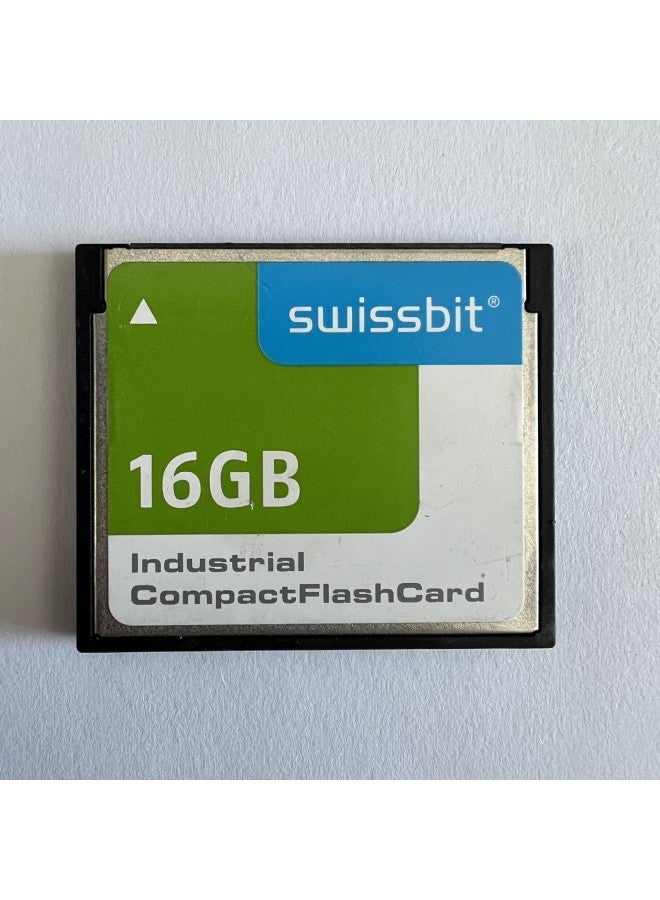 swissbit®
16GB
Industrial
CompactFlashCard